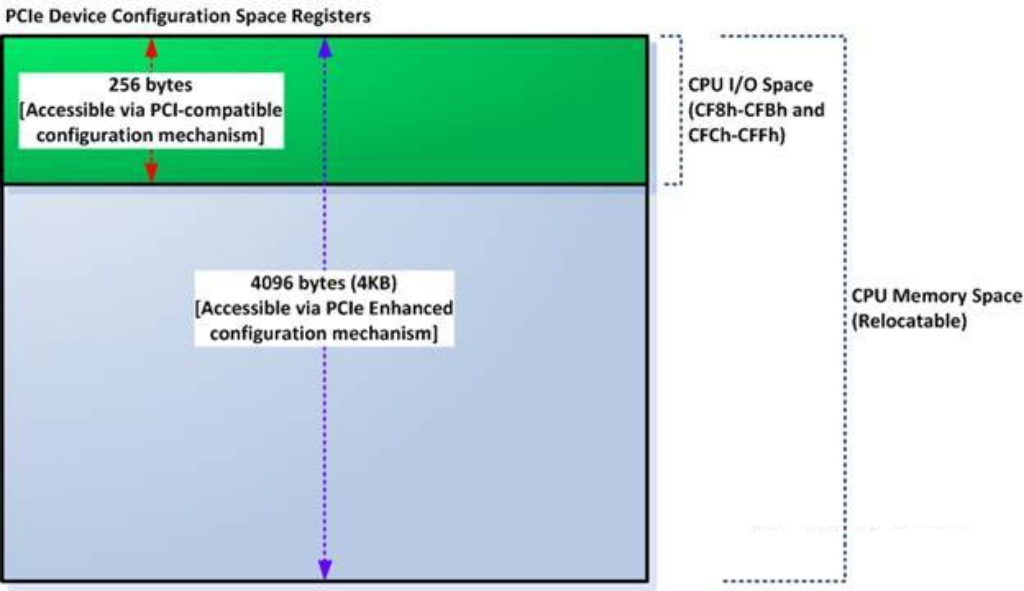 PCIe Device Configuration Space Registers
256 bytes
[Accessible via PCI-compatible
configuration mechanism]
CPU I/O Space
(CF8h-CFBh and
CFCh-CFFh)
4096 bytes (4KB)
[Accessible via PCIe Enhanced
configuration mechanism]
CPU Memory Space
(Relocatable)